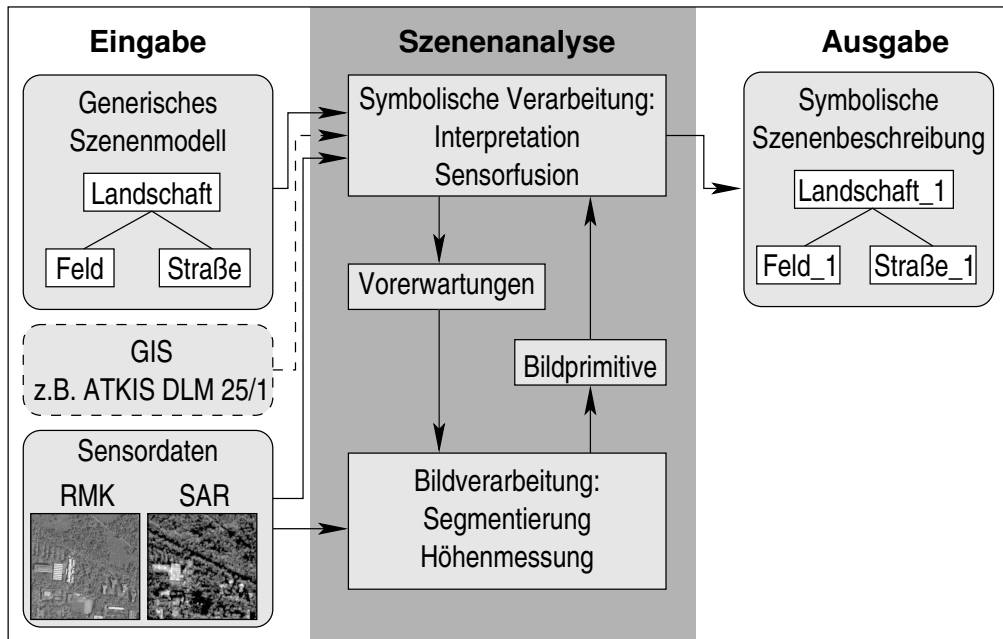 Eingabe
Generisches
Szenenmodell
Landschaft
Feld
Straße
GIS
z.B. ATKIS DLM 25/1
Sensordaten
RMK
SAR
Szenenanalyse
Symbolische Verarbeitung:
Interpretation
Sensorfusion
Vorerwartungen
Bildprimitive
Bildverarbeitung:
Segmentierung
Höhenmessung
Ausgabe
Symbolische
Szenenbeschreibung
Landschaft_1
Feld_1
Straße_1